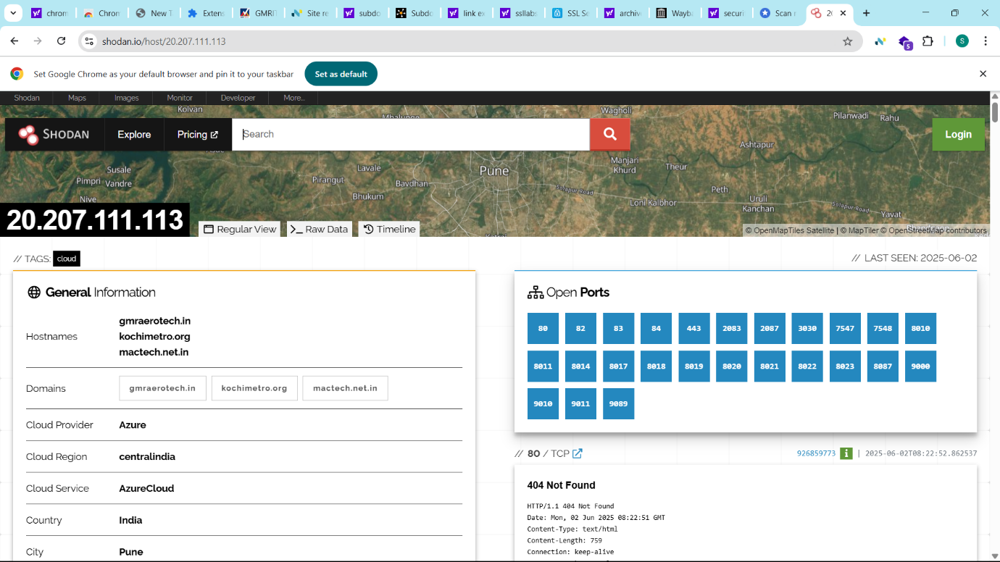 chrom
Chrom
New T
Extens
GMRIT
Site re
subdo
Subdo
link ex
ssllabs
SSL Se
archiv
Wayba
securi
Scan r
20
shodan.io/host/20.207.111.113
5
S
Set Google Chrome as your default browser and pin it to your taskbar
Set as default
Shodan Maps Images Monitor Developer More...
Kolvan
Wagholi
Pilanwadi Rahu
SHODAN Explore Pricing Search Login
Ashtapur
Susale
Lavale
Pune
Manjari
Khurd
Theur
Pimpri Vandre
Pirangut
Bavdhan
Solapur Road
Peth
Uruli
Kanchan
Nive
Bhukum
Loni Kalbhor
Solapur Road
Yavat
20.207.111.113
Regular View Raw Data Timeline
© OpenMapTiles Satellite | © MapTiler © OpenStreetMap contributors
// TAGS: cloud
// LAST SEEN: 2025-06-02
General Information
Hostnames
gmraerotech.in
kochimetro.org
mactech.net.in
Domains gmraerotech.in kochimetro.org mactech.net.in
Cloud Provider Azure
Cloud Region centralindia
Cloud Service AzureCloud
Country India
City Pune
Open Ports
80 82 83 84 443 2083 2087 3030 7547 7548 8010
8011 8014 8017 8018 8019 8020 8021 8022 8023 8087 9000
9010 9011 9089
// 80 / TCP
926859773 i | 2025-06-02T08:22:52.862537
404 Not Found
HTTP/1.1 404 Not Found
Date: Mon, 02 Jun 2025 08:22:51 GMT
Content-Type: text/html
Content-Length: 759
Connection: keep-alive